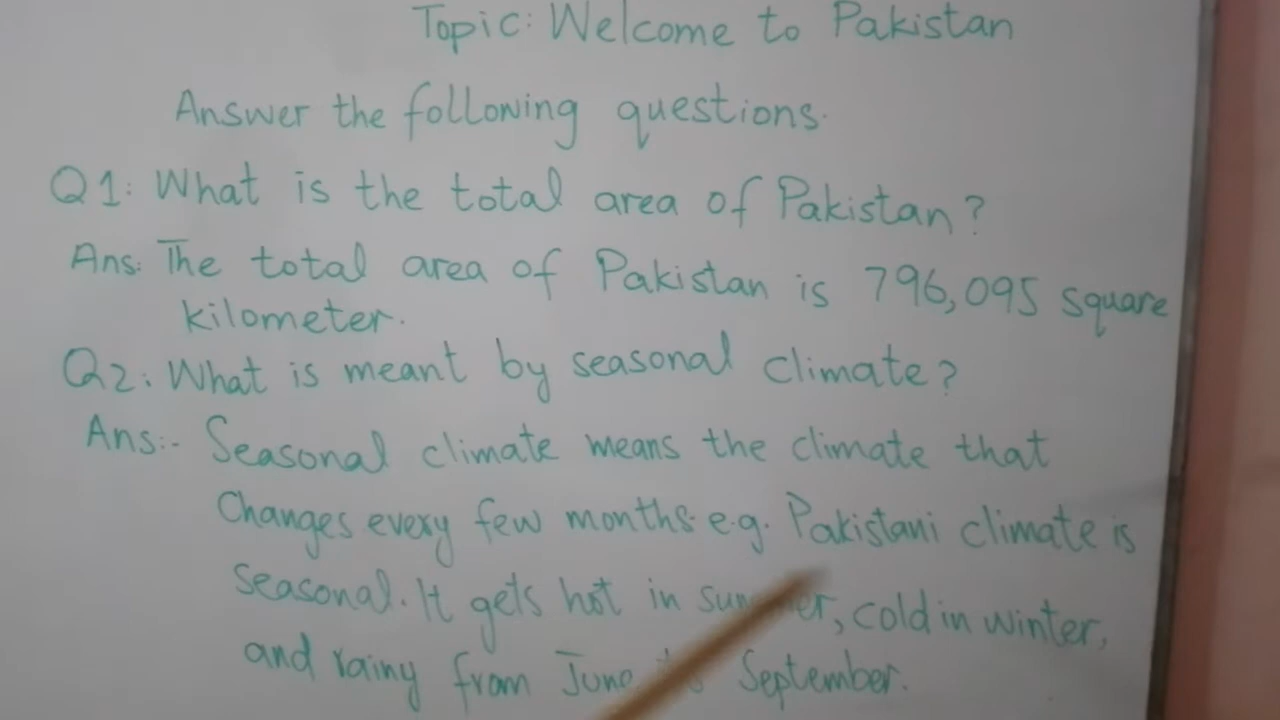 Topic: Welcome to Pakistan
Answer the following questions.
Q1: What is the total area of Pakistan?
Ans: The total area of Pakistan is 796,095 square
kilometer.
Q2: What is meant by seasonal climate?
Ans:- Seasonal climate means the climate that
Changes every few months. e.g. Pakistani climate is
seasonal. It gets hot in summer, cold in winter,
and rainy from June to September.